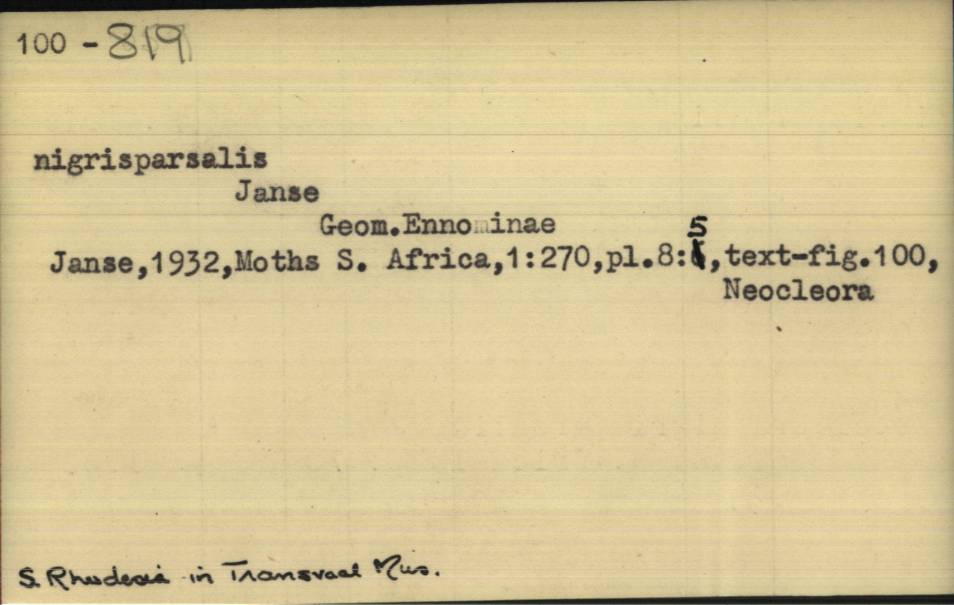 100 - 819
nigrisparsalis
Janse
Geom.Ennominae
Janse,1932,Moths S. Africa,1:270,pl.8:5,text-fig.100,
Neocleora
S. Rhodesia in Transvaal Mus.